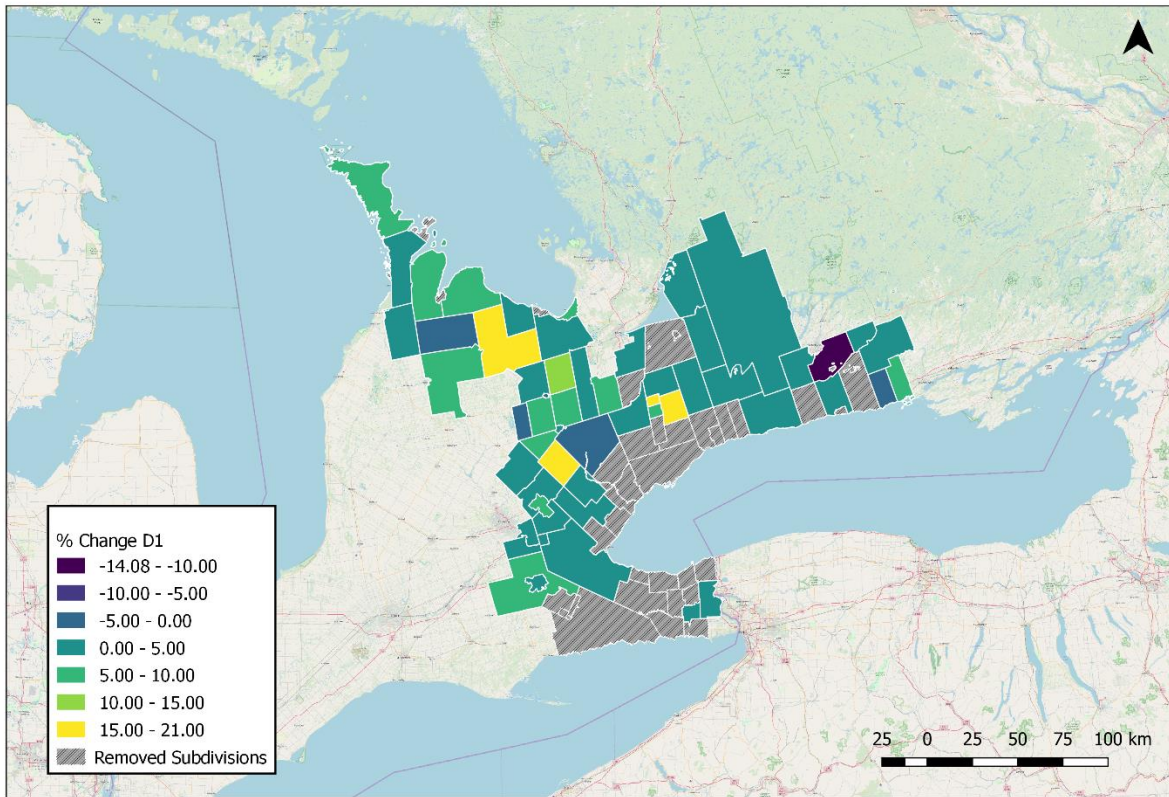 % Change D1
-14.08 - -10.00
-10.00 - -5.00
-5.00 - 0.00
0.00 - 5.00
5.00 - 10.00
10.00 - 15.00
15.00 - 21.00
Removed Subdivisions
25 0 25 50 75 100 km